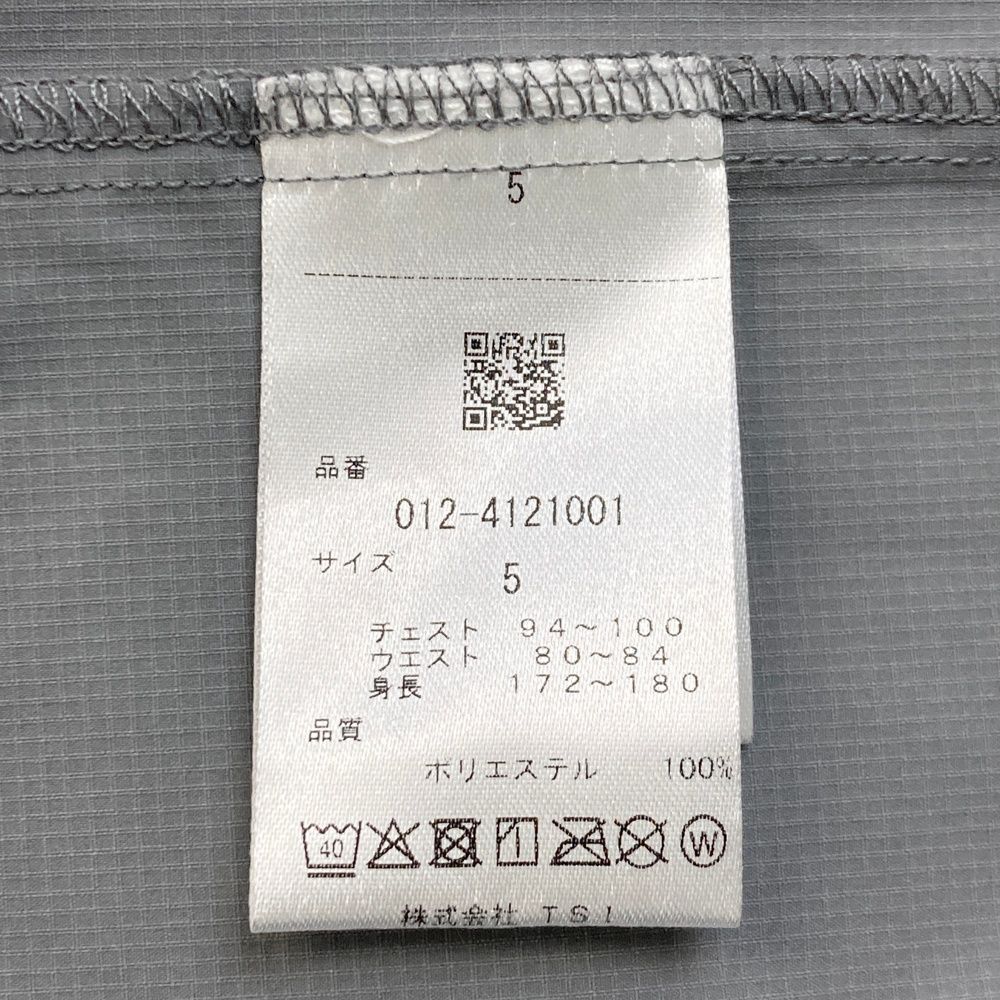 5
品番
012-4121001
サイズ
5
チェスト 94～100
ウエスト 80～84
身長 172～180
品質
ポリエステル 100%
40 W
株式会社 TSI